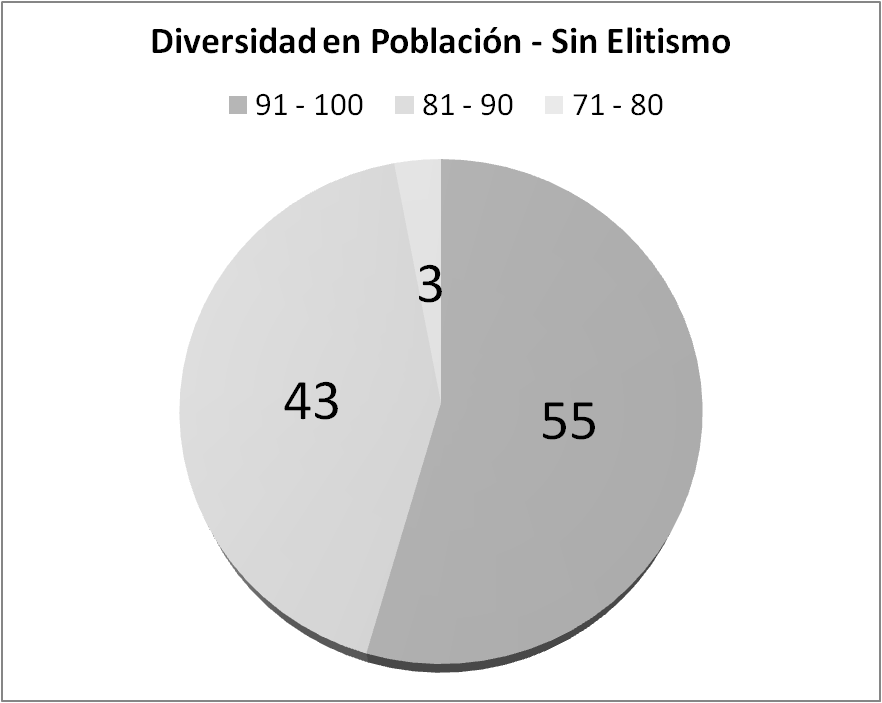 Diversidad en Población - Sin Elitismo
91 - 100 81 - 90 71 - 80
3
43
55